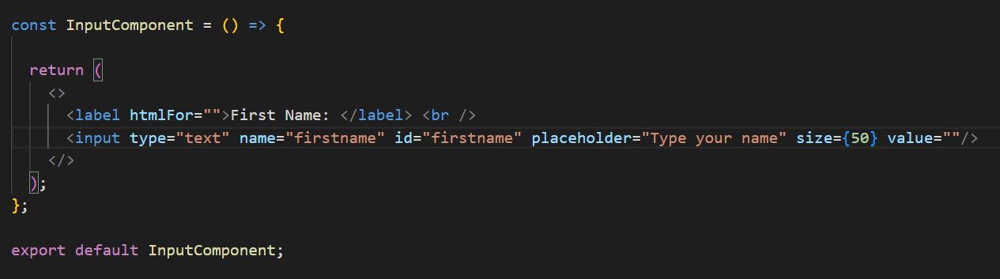 const InputComponent = () => {
return (
<>
<label htmlFor="">First Name: </label> <br />
<input type="text" name="firstname" id="firstname" placeholder="Type your name" size={50} value=""/>
</>
);
};
export default InputComponent;